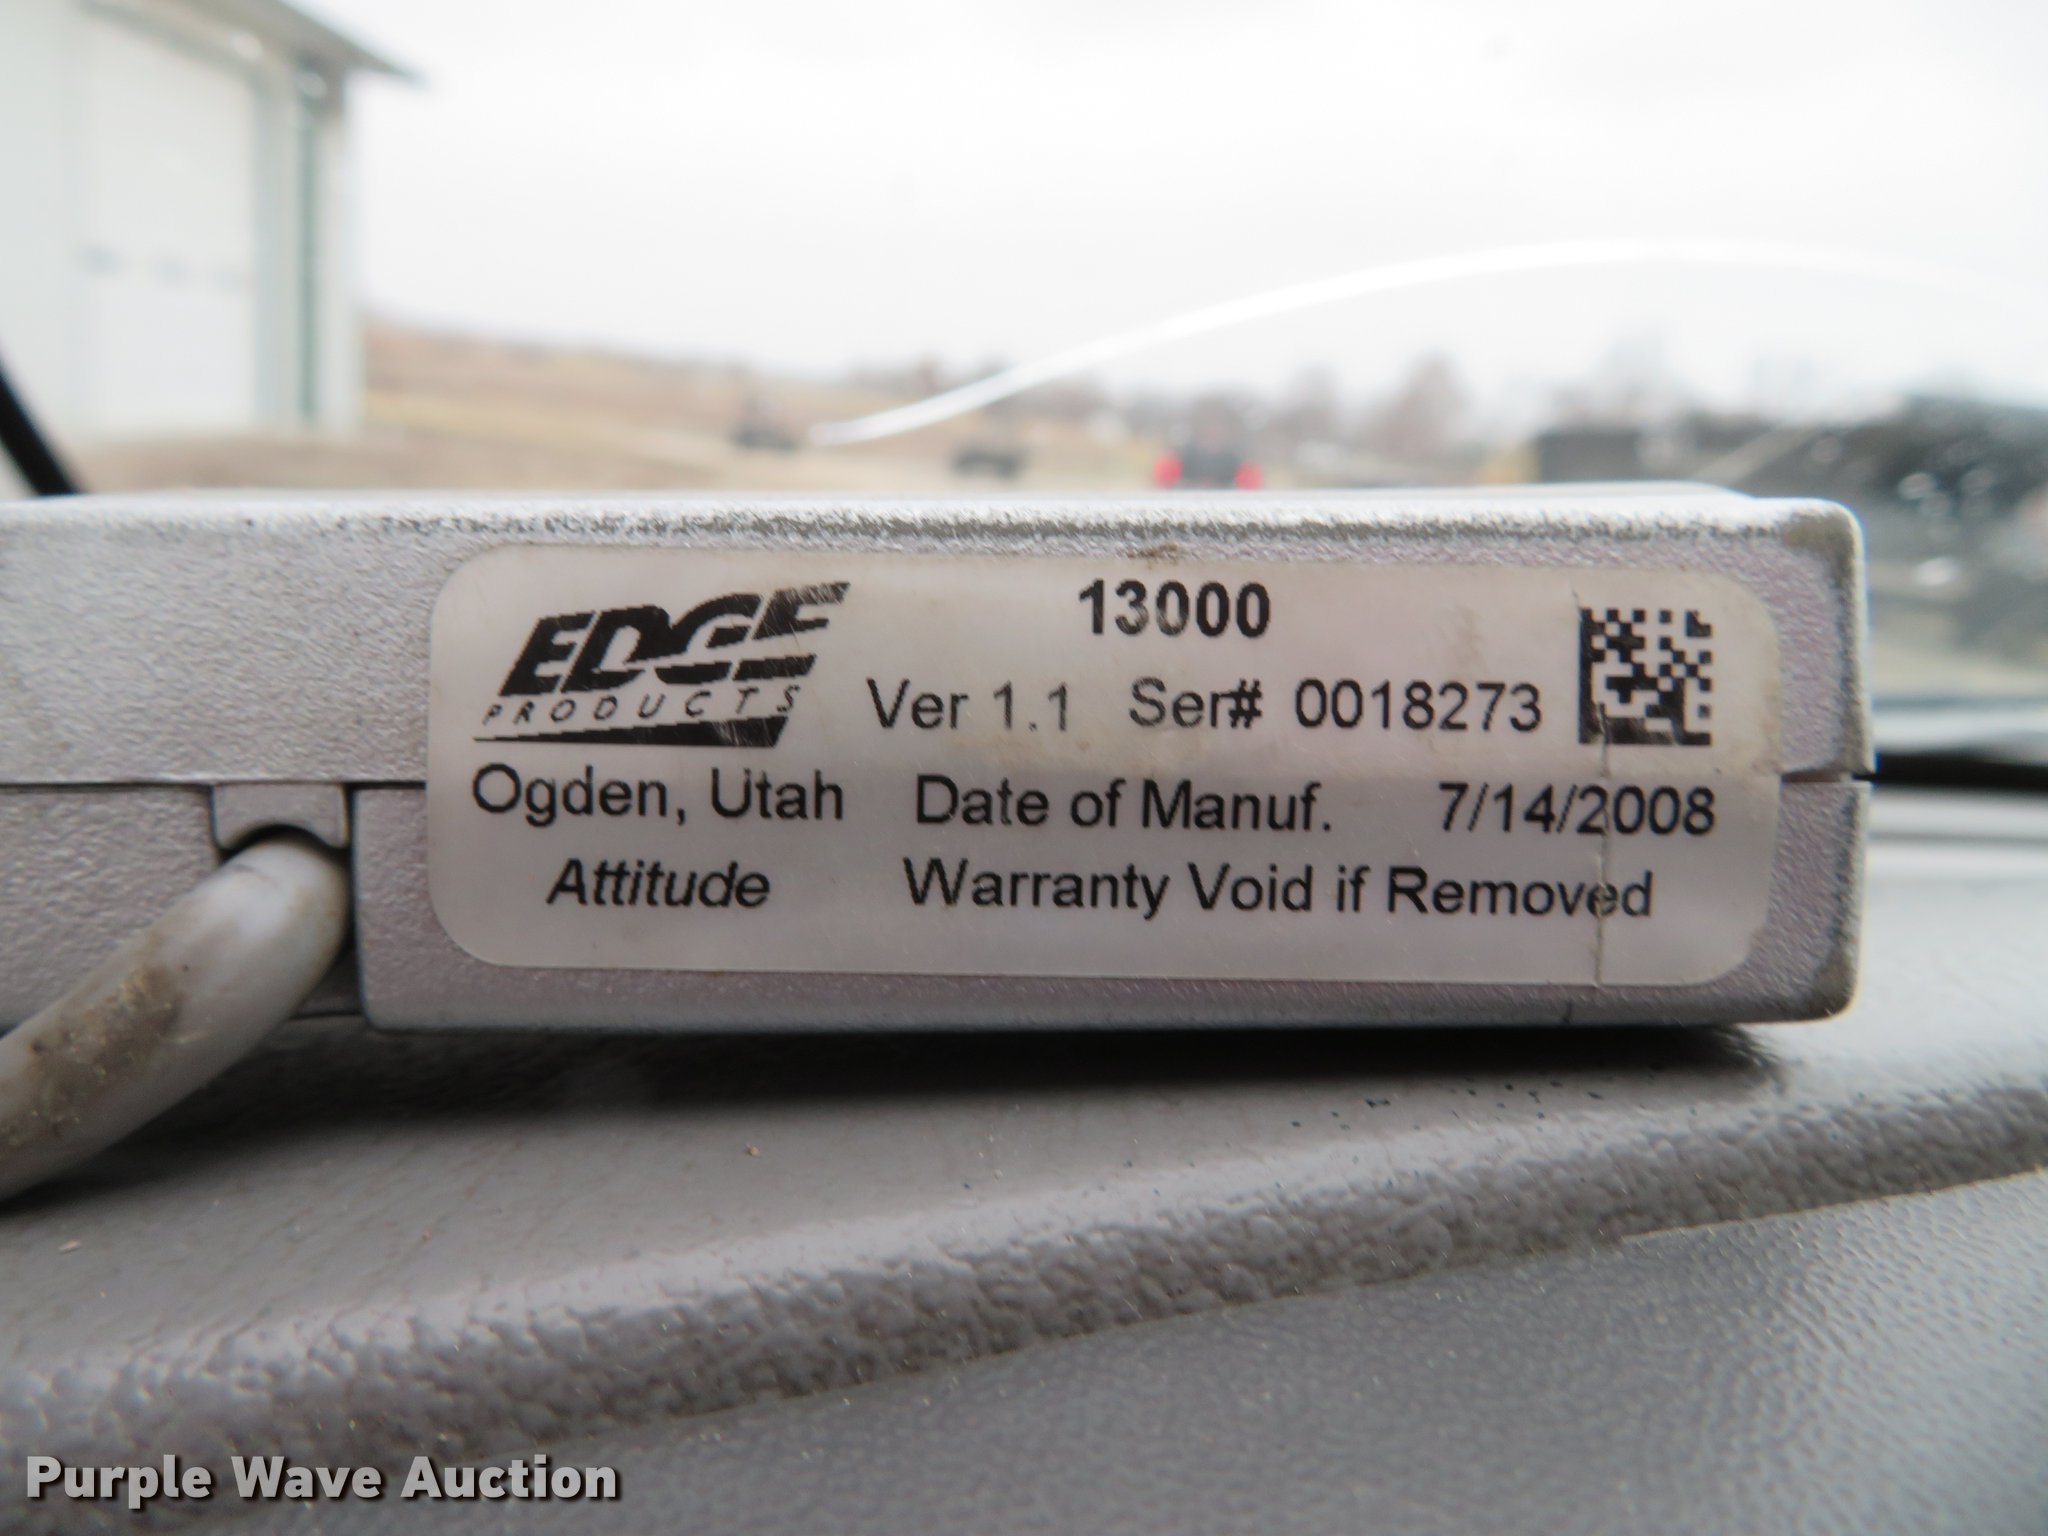 EDGE
PRODUCTS
13000
Ver 1.1 Ser# 0018273
Ogden, Utah Date of Manuf. 7/14/2008
Attitude Warranty Void if Removed
Purple Wave Auction